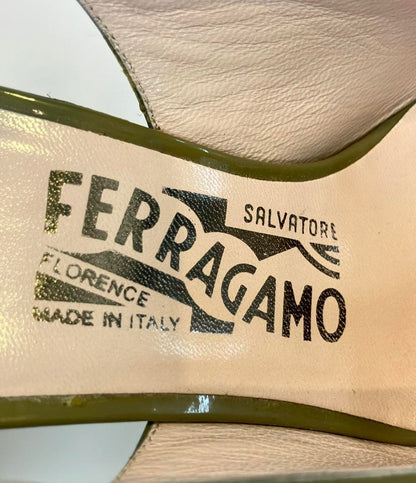 SALVATORE
FERRAGAMO
FLORENCE
MADE IN ITALY